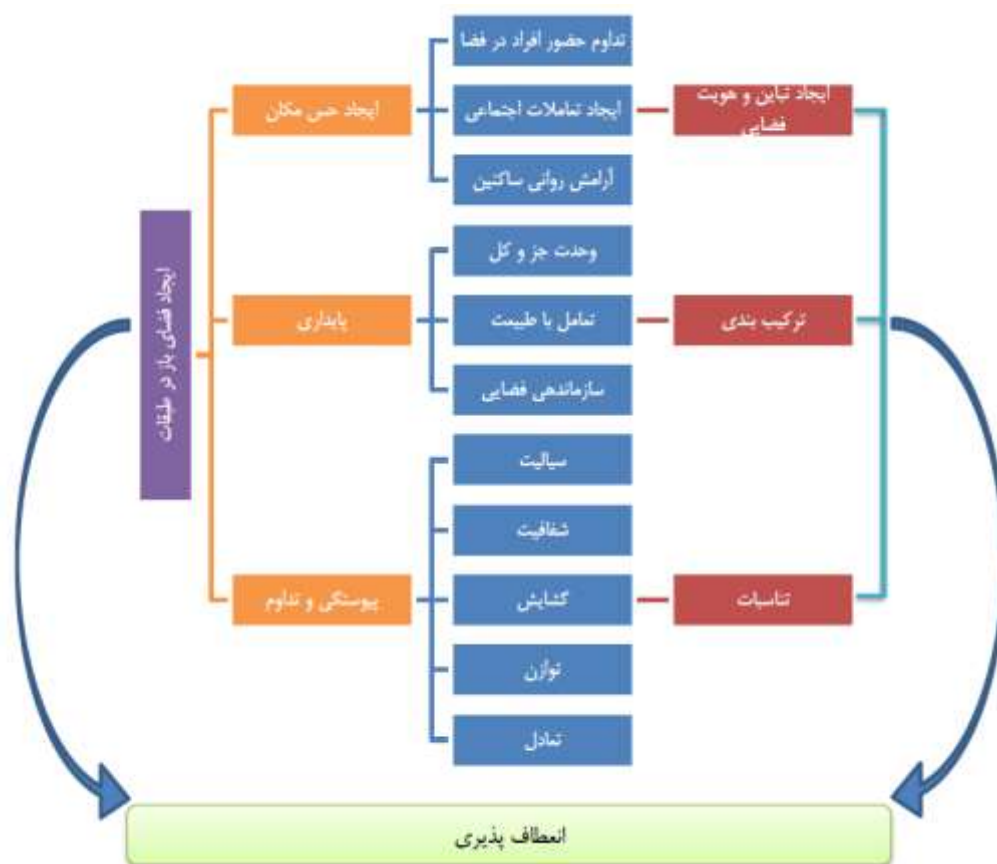 تداوم حضور افراد در فضا
ایجاد تباین و هویت
فضایی
ایجاد تعاملات اجتماعی
ایجاد حس مکان
آرامش روانی ساکنین
وحدت جز و کل
ترکیب بندی
تعامل با طبیعت
پایداری
سازماندهی فضایی
ایجاد فضای باز در طبقات
سیالیت
شفافیت
تناسبات
گشایش
پیوستگی و تداوم
توازن
تعادل
انعطاف پذیری